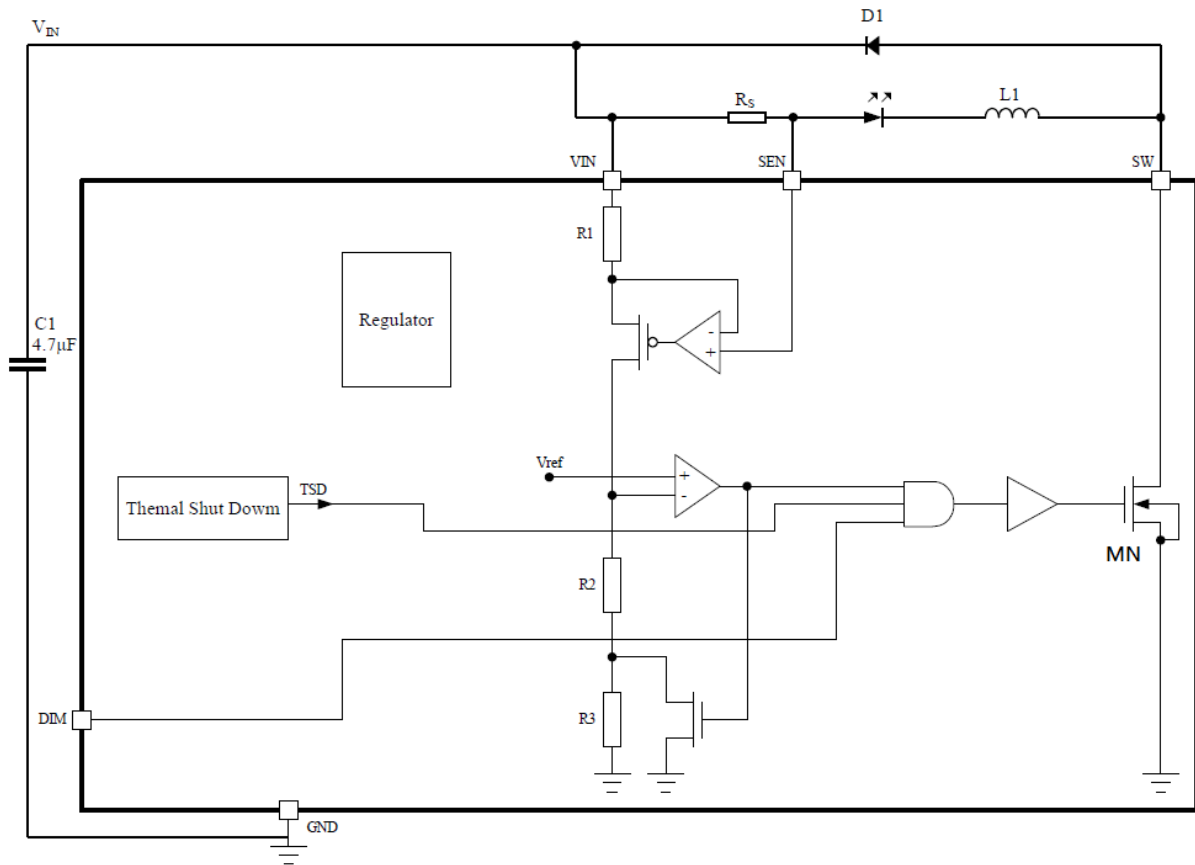 D1
VIN
RS
L1
VIN
SEN
SW
R1
Regulator
-
+
C1
4.7μF
Vref
+
-
TSD
Themal Shut Dowm
MN
R2
DIM
R3
GND